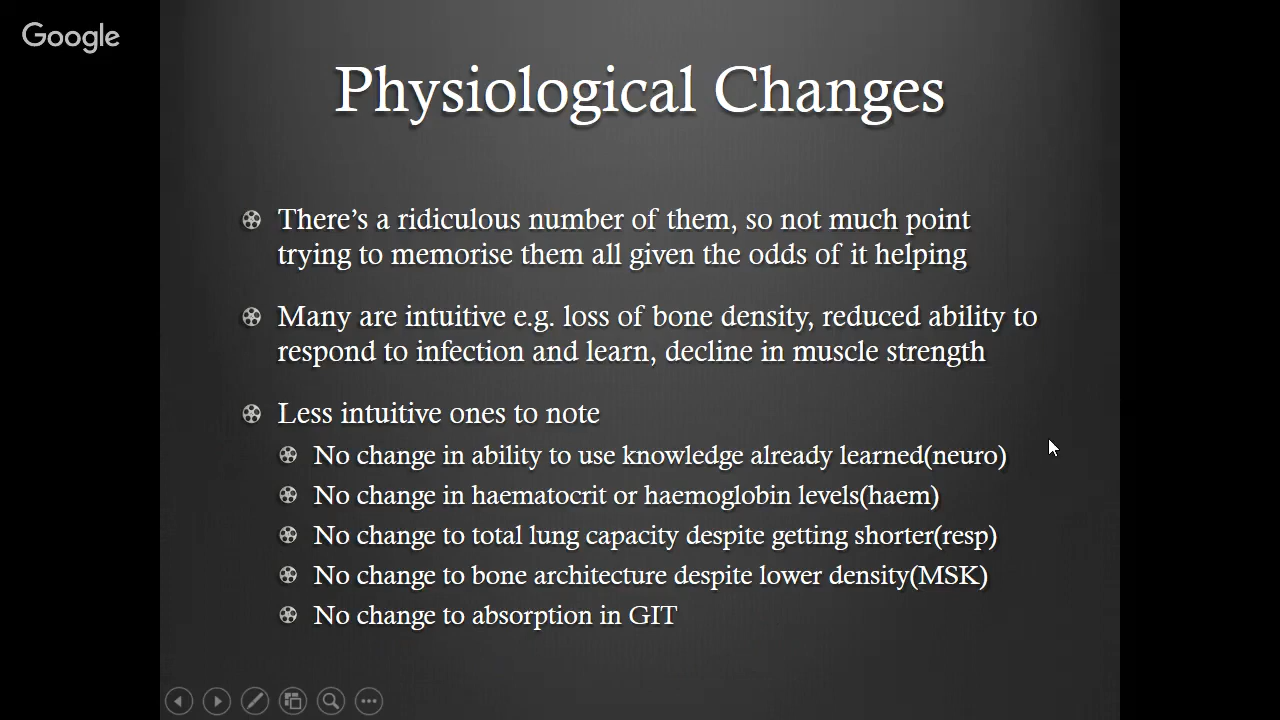 Google
Physiological Changes
There's a ridiculous number of them, so not much point
trying to memorise them all given the odds of it helping
Many are intuitive e.g. loss of bone density, reduced ability to
respond to infection and learn, decline in muscle strength
Less intuitive ones to note
No change in ability to use knowledge already learned(neuro)
No change in haematocrit or haemoglobin levels(haem)
No change to total lung capacity despite getting shorter(resp)
No change to bone architecture despite lower density(MSK)
No change to absorption in GIT